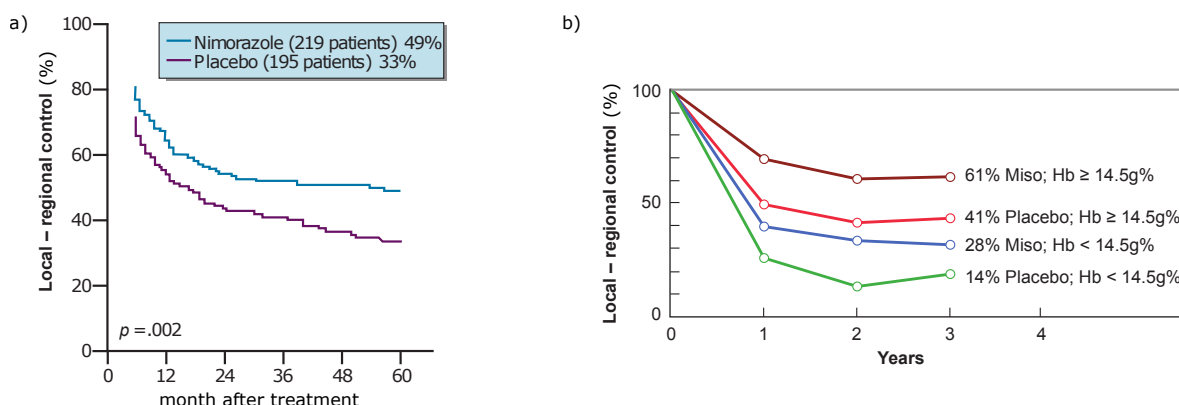 a)
Local – regional control (%)
100
80
60
40
20
0
Nimorazole (219 patients) 49%
Placebo (195 patients) 33%
p = .002
0
12
24
36
48
60
month after treatment
b)
Local – regional control (%)
100
50
0
61% Miso; Hb ≥ 14.5g%
41% Placebo; Hb ≥ 14.5g%
28% Miso; Hb < 14.5g%
14% Placebo; Hb < 14.5g%
0
1
2
3
4
Years